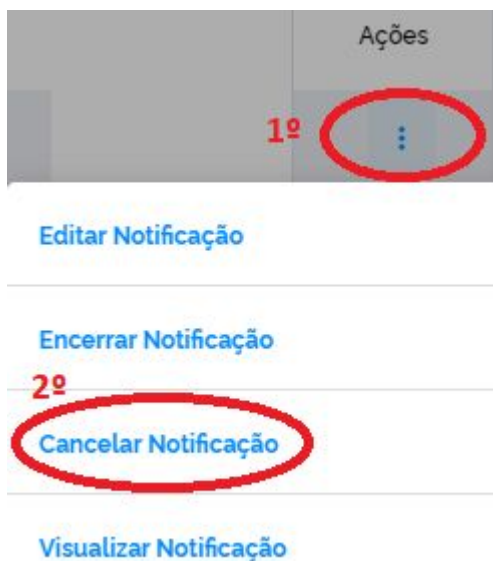 Ações
1º
Editar Notificação
Encerrar Notificação
2º
Cancelar Notificação
Visualizar Notificação